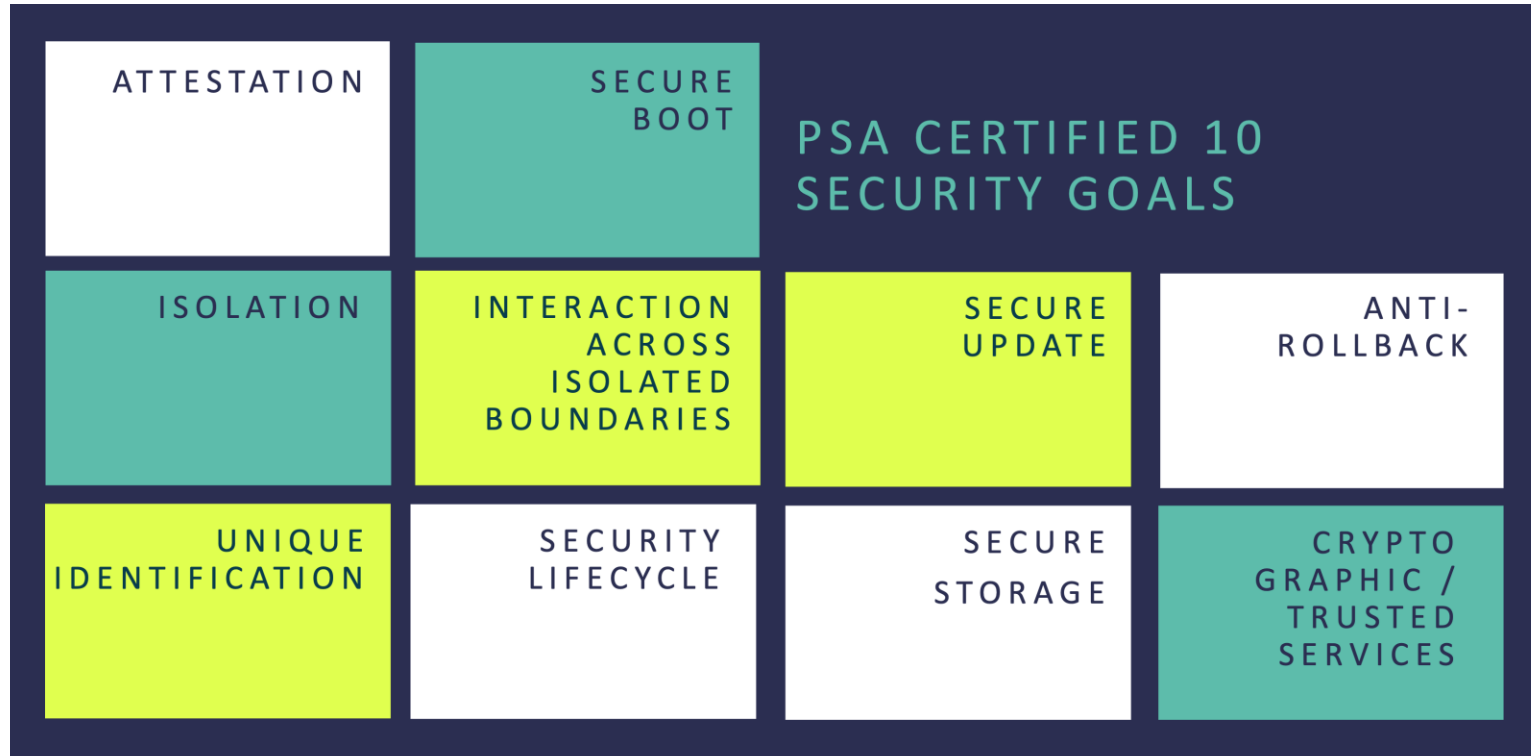 ATTESTATION
SECURE
BOOT
PSA CERTIFIED 10
SECURITY GOALS
ISOLATION
INTERACTION
ACROSS
ISOLATED
BOUNDARIES
SECURE
UPDATE
ANTI-
ROLLBACK
UNIQUE
IDENTIFICATION
SECURITY
LIFECYCLE
SECURE
STORAGE
CRYPTO
GRAPHIC /
TRUSTED
SERVICES